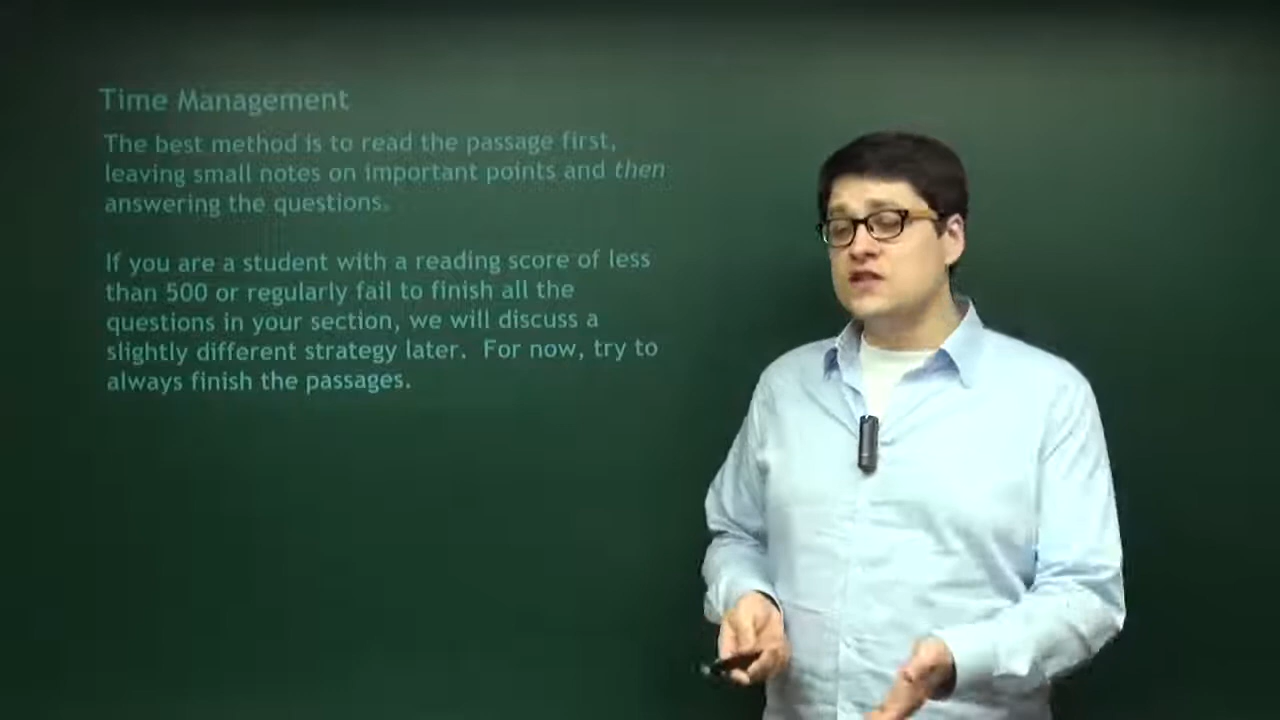 Time Management
The best method is to read the passage first,
leaving small notes on important points and then
answering the questions.
If you are a student with a reading score of less
than 500 or regularly fail to finish all the
questions in your section, we will discuss a
slightly different strategy later. For now, try to
always finish the passages.